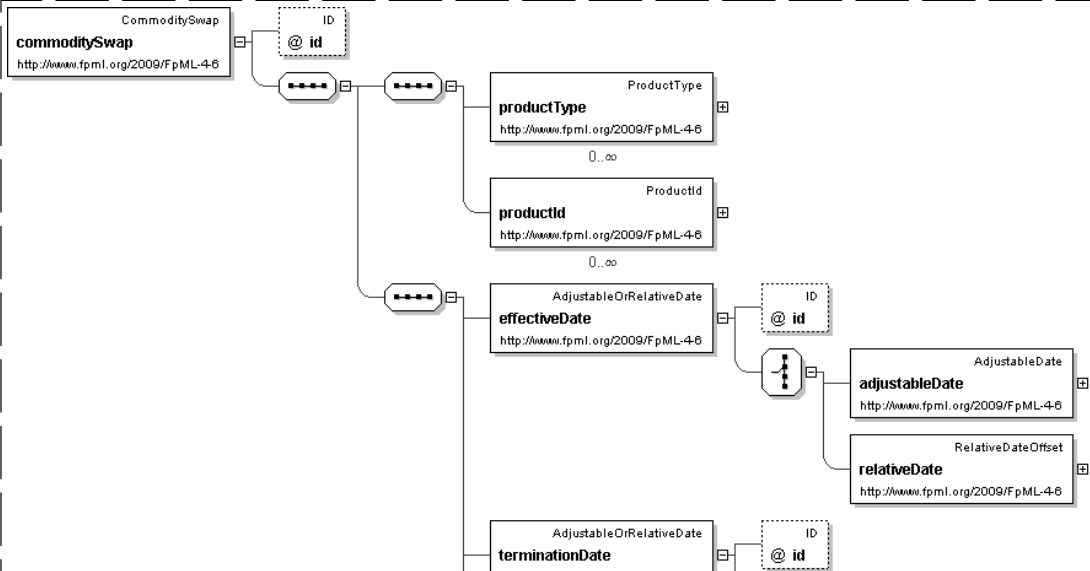 CommoditySwap
commoditySwap
http://www.fpml.org/2009/FpML-4-6
ID
@ id
ProductType
productType
http://www.fpml.org/2009/FpML-4-6
0..∞
ProductId
productId
http://www.fpml.org/2009/FpML-4-6
0..∞
AdjustableOrRelativeDate
effectiveDate
http://www.fpml.org/2009/FpML-4-6
ID
@ id
AdjustableDate
adjustableDate
http://www.fpml.org/2009/FpML-4-6
RelativeDateOffset
relativeDate
http://www.fpml.org/2009/FpML-4-6
AdjustableOrRelativeDate
terminationDate
ID
@ id